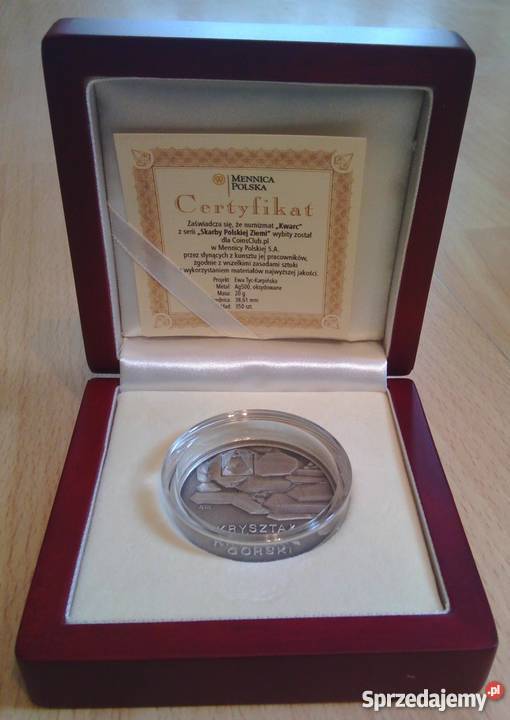 MENNICA
POLSKA
Certyfikat
Zaświadcza się, że numizmat „Kwarc”
z serii „Skarby Polskiej Ziemi” wybity został
dla CoinsClub.pl
w Mennicy Polskiej S.A.
przez słynących z kunsztu jej pracowników,
zgodnie z wszelkimi zasadami sztuki
wykorzystaniem materiałów najwyższej jakości.
Projekt: Ewa Tyc-Karpińska
Metal: Ag500, oksydowane
Masa: 20 g
38,61 mm
350 szt.
KRYSZTAŁ
GÓRSKI
Sprzedajemy.pl